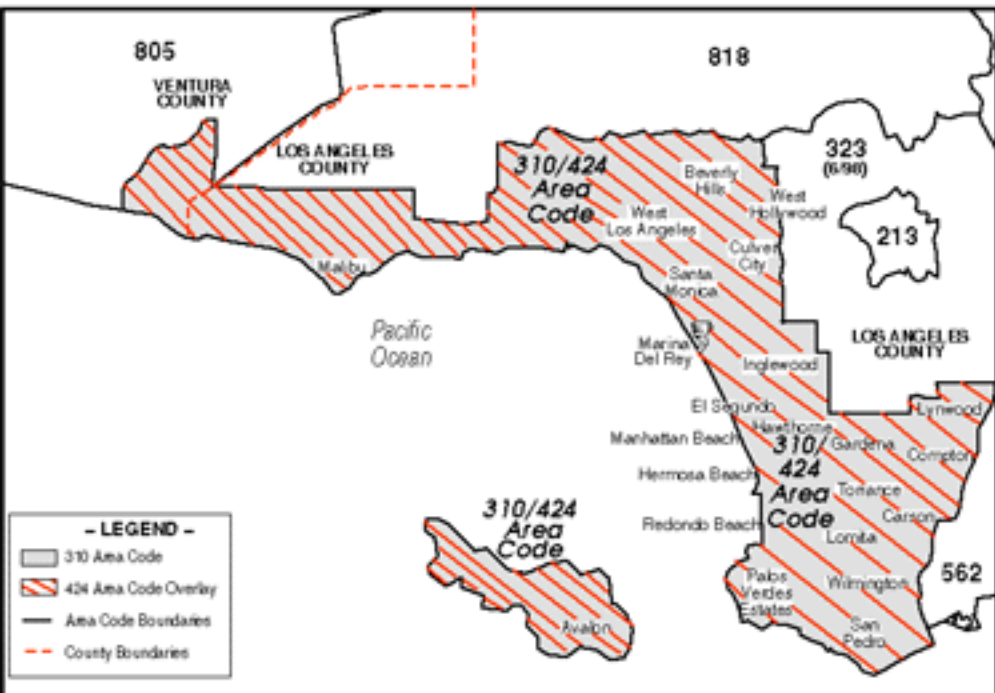 805
818
VENTURA
COUNTY
LOS ANGELES
COUNTY
310/424
Area
Code
Beverly
Hills
323
(6/98)
West
Hollywood
West
Los Angeles
213
Culver
City
Malibu
Santa
Monica
Pacific
Ocean
Marina
Del Rey
LOS ANGELES
COUNTY
Inglewood
El Segundo
Lynwood
Hawthorne
Manhattan Beach
310/
424
Area
Code
Gardena
Compton
Hermosa Beach
Torrance
310/424
Area
Code
Redondo Beach
Carson
Lomita
562
Palos
Verdes
Estates
Wilmington
Avalon
San
Pedro
– LEGEND –
310 Area Code
424 Area Code Overlay
Area Code Boundaries
County Boundaries